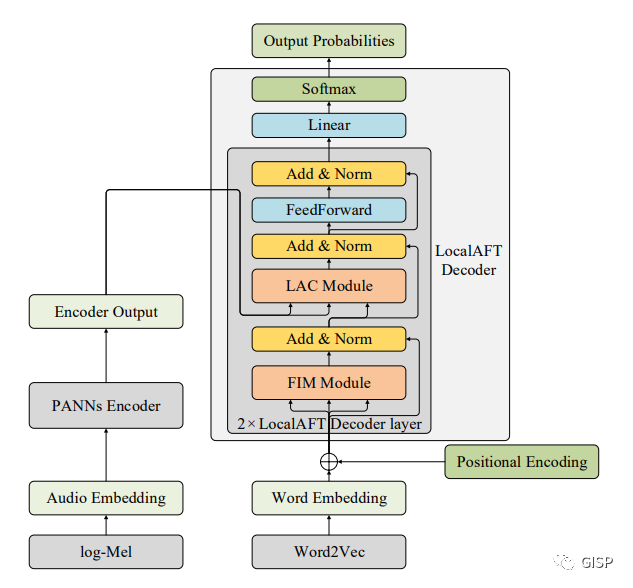 Output Probabilities
Softmax
Linear
Add & Norm
FeedForward
Add & Norm
LocalAFT
Decoder
LAC Module
Encoder Output
Add & Norm
FIM Module
PANNs Encoder
2 × LocalAFT Decoder layer
Positional Encoding
Audio Embedding
Word Embedding
log-Mel
Word2Vec
GISP